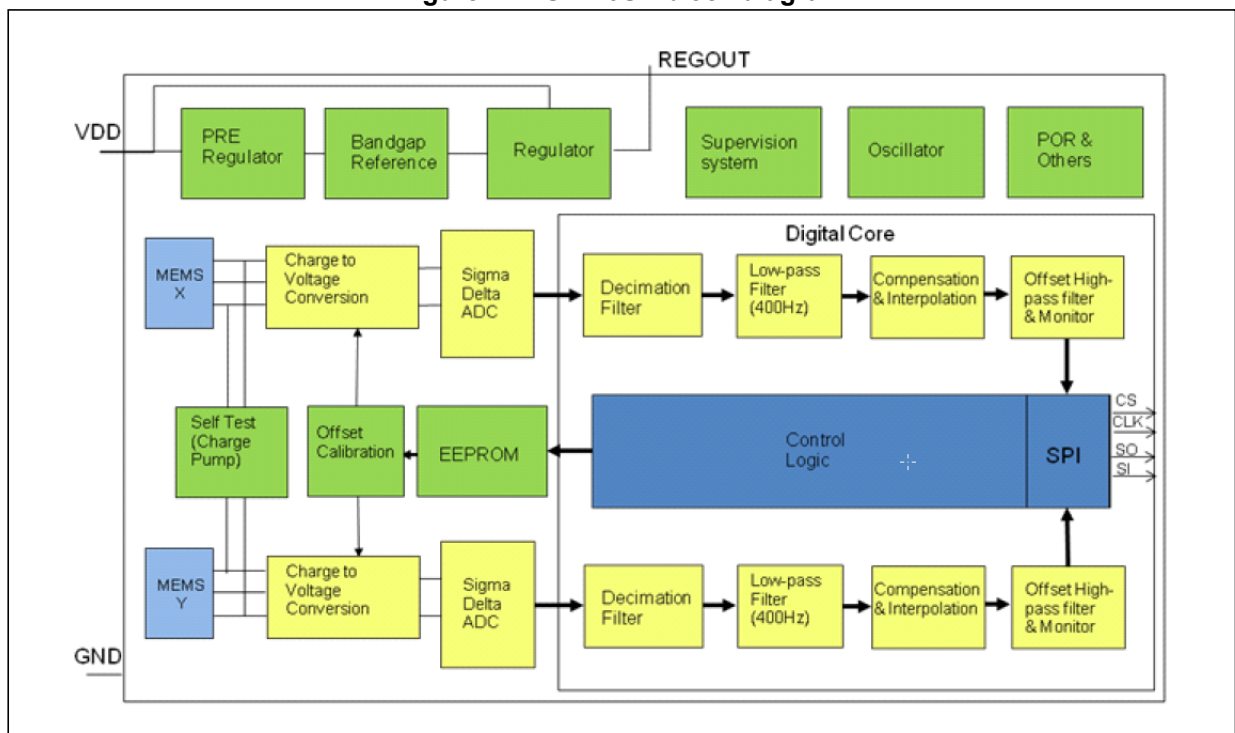 REGOUT
VDD
PRE
Regulator
Bandgap
Reference
Regulator
Supervision
system
Oscillator
POR &
Others
Digital Core
MEMS
X
Charge to
Voltage
Conversion
Sigma
Delta
ADC
Decimation
Filter
Low-pass
Filter
(400Hz)
Compensation
& Interpolation
Offset High-
pass filter
& Monitor
Self Test
(Charge
Pump)
Offset
Calibration
EEPROM
Control
Logic
SPI
CS
CLK
SO
SI
MEMS
Y
Charge to
Voltage
Conversion
Sigma
Delta
ADC
Decimation
Filter
Low-pass
Filter
(400Hz)
Compensation
& Interpolation
Offset High-
pass filter
& Monitor
GND